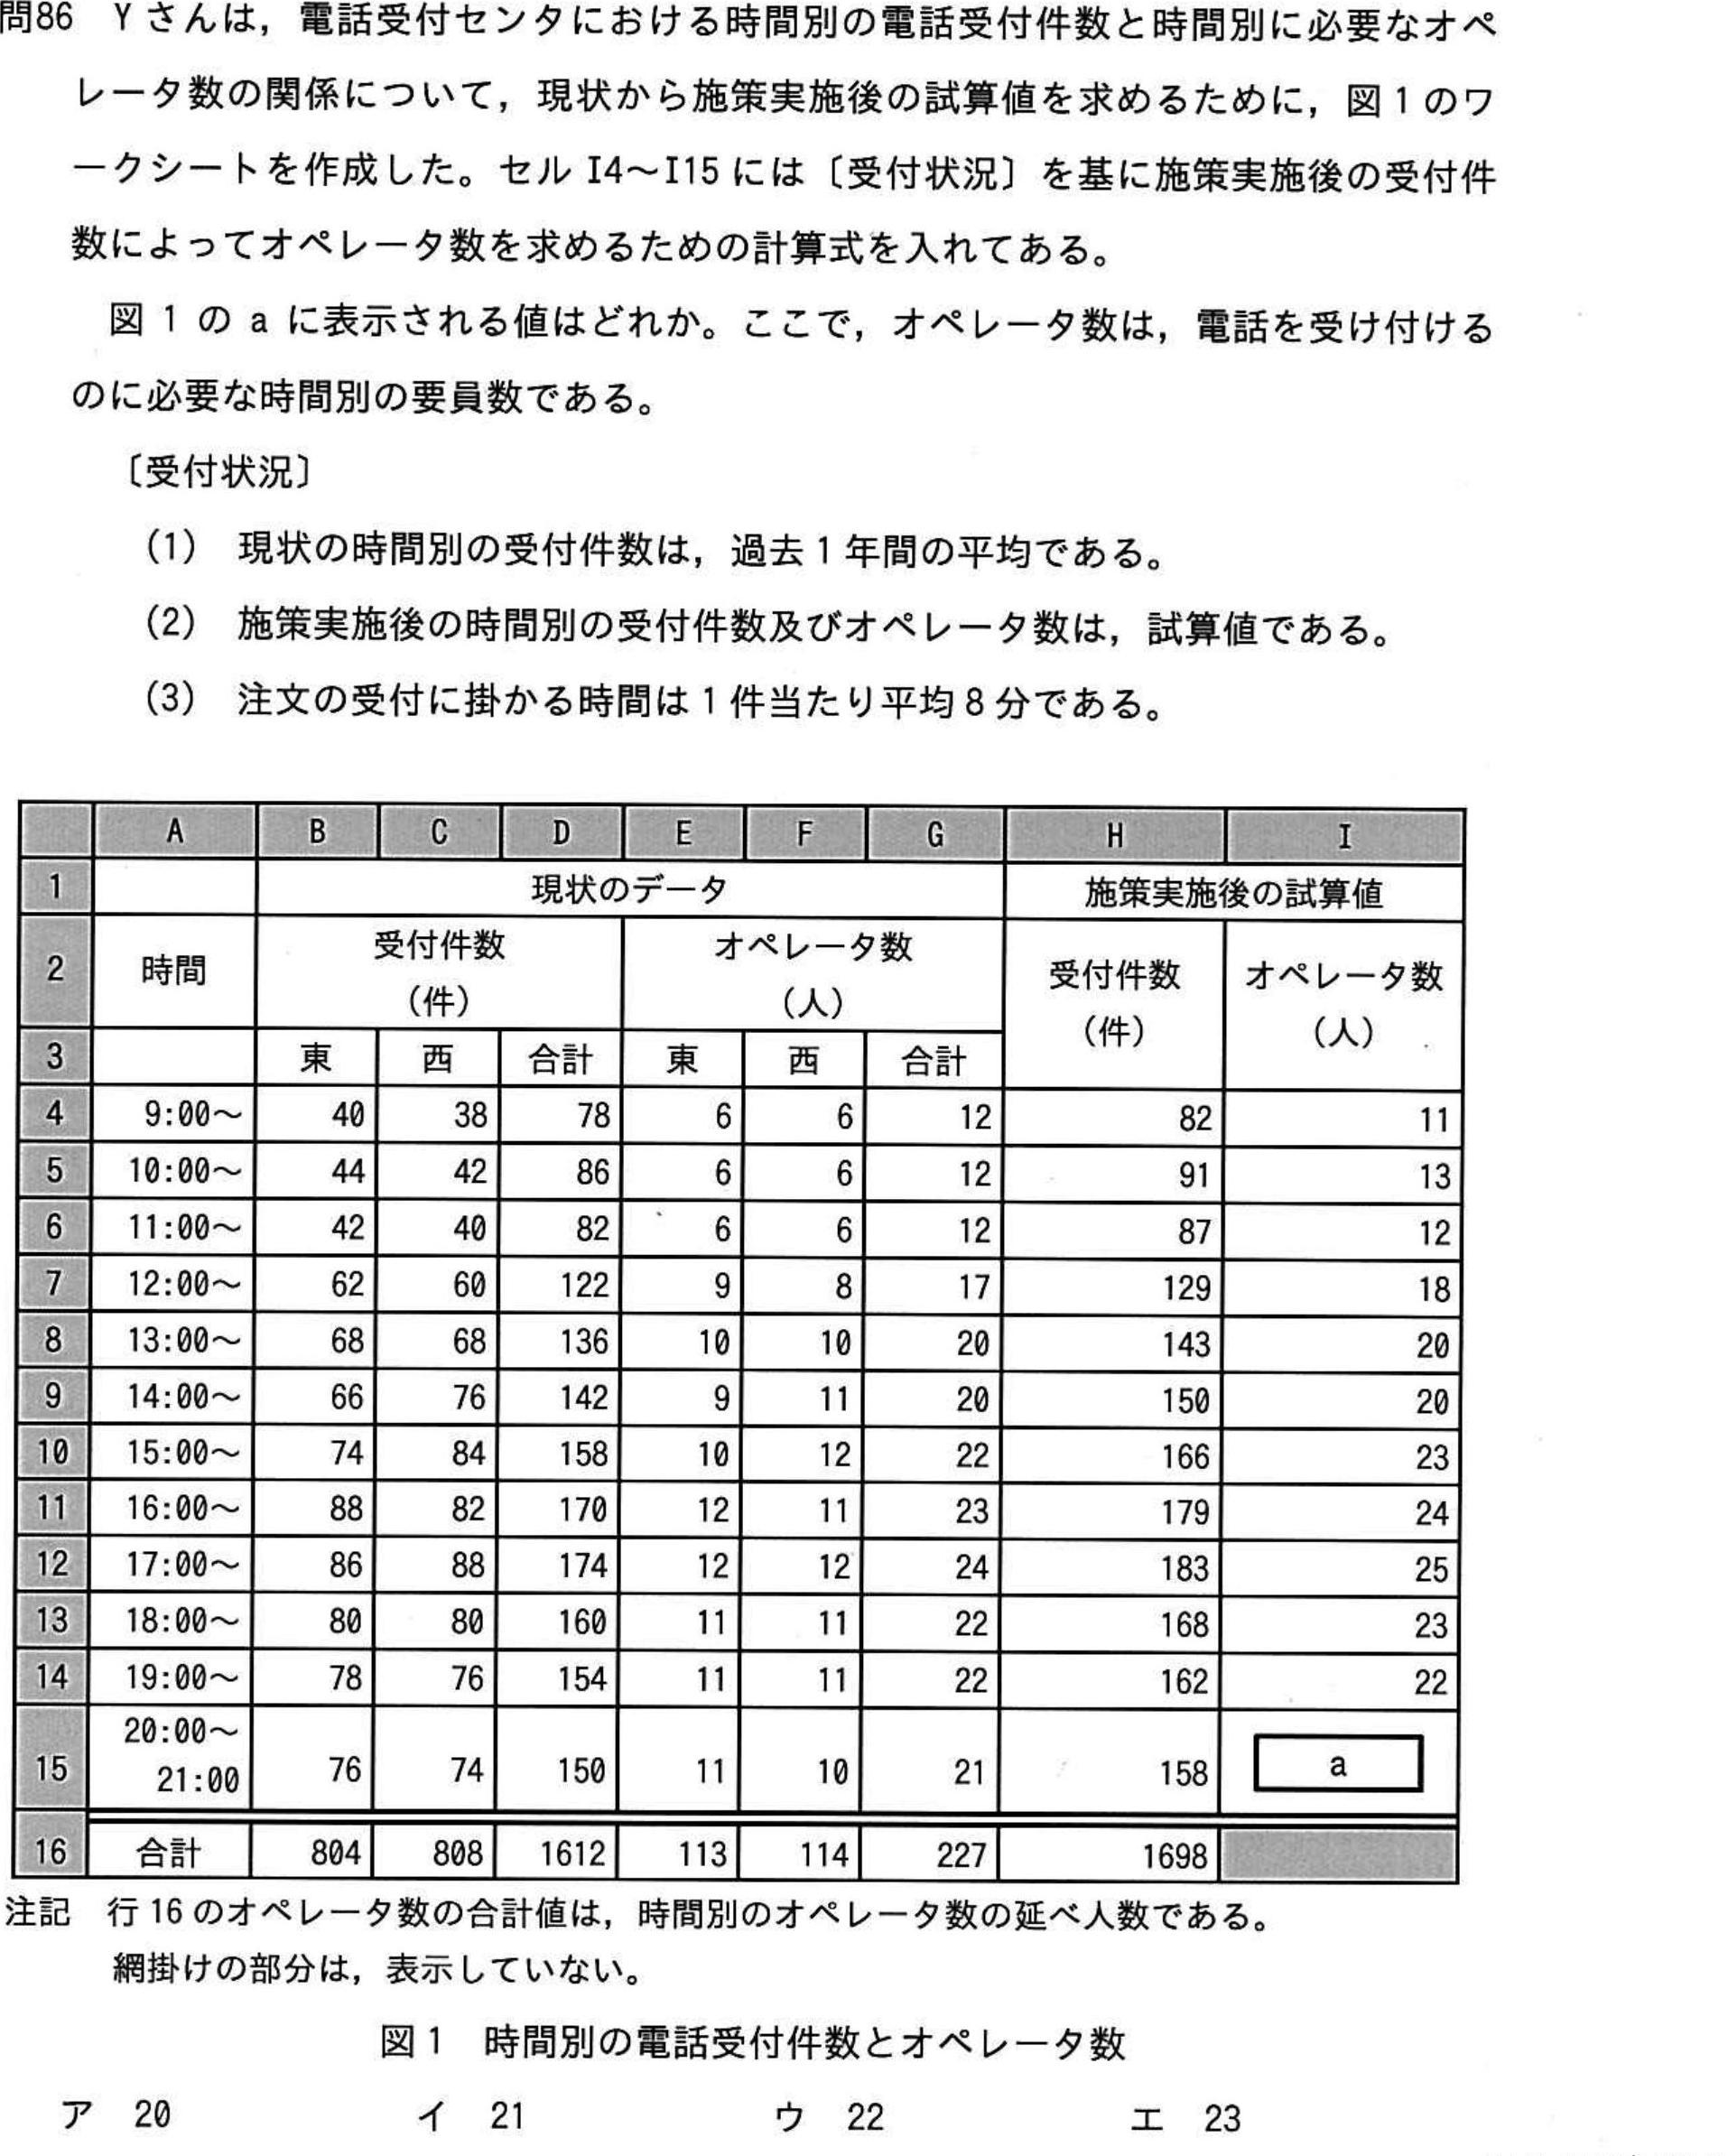 問86　Yさんは，電話受付センタにおける時間別の電話受付件数と時間別に必要なオペ
レータ数の関係について，現状から施策実施後の試算値を求めるために，図1のワ
ークシートを作成した。セル I4～I15 には〔受付状況〕を基に施策実施後の受付件
数によってオペレータ数を求めるための計算式を入れてある。
図 1 の a に表示される値はどれか。ここで，オペレータ数は，電話を受け付ける
のに必要な時間別の要員数である。
〔受付状況〕
(1)　現状の時間別の受付件数は，過去1年間の平均である。
(2)　施策実施後の時間別の受付件数及びオペレータ数は，試算値である。
(3)　注文の受付に掛かる時間は1件当たり平均8分である。
A B C D E F G H I
1 現状のデータ 施策実施後の試算値
2 時間 受付件数（件） オペレータ数（人） 受付件数（件） オペレータ数（人）
3 東 西 合計 東 西 合計
4 9:00～ 40 38 78 6 6 12 82 11
5 10:00～ 44 42 86 6 6 12 91 13
6 11:00～ 42 40 82 6 6 12 87 12
7 12:00～ 62 60 122 9 8 17 129 18
8 13:00～ 68 68 136 10 10 20 143 20
9 14:00～ 66 76 142 9 11 20 150 20
10 15:00～ 74 84 158 10 12 22 166 23
11 16:00～ 88 82 170 12 11 23 179 24
12 17:00～ 86 88 174 12 12 24 183 25
13 18:00～ 80 80 160 11 11 22 168 23
14 19:00～ 78 76 154 11 11 22 162 22
15 20:00～21:00 76 74 150 11 10 21 158 a
16 合計 804 808 1612 113 114 227 1698
注記　行16のオペレータ数の合計値は，時間別のオペレータ数の延べ人数である。
網掛けの部分は，表示していない。
図1　時間別の電話受付件数とオペレータ数
ア　20　イ　21　ウ　22　エ　23